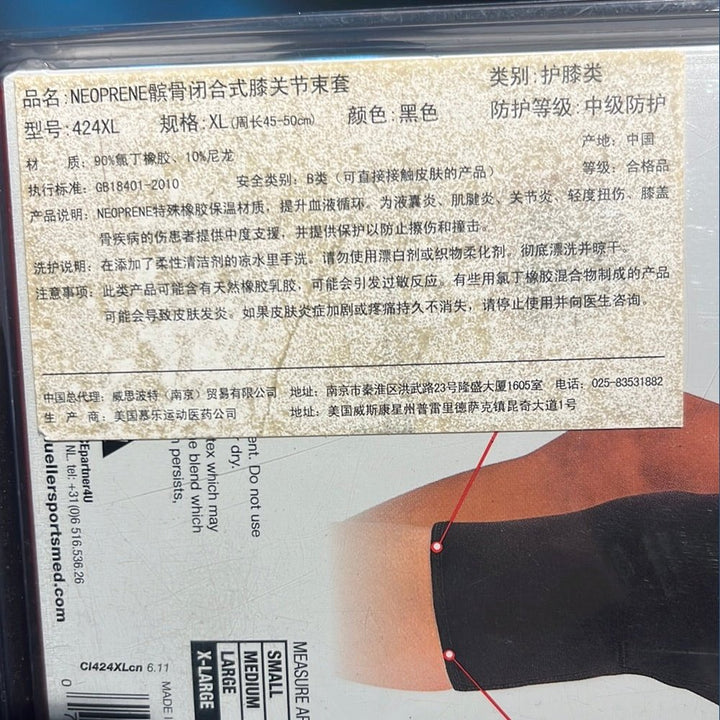 品名:NEOPRENE髌骨闭合式膝关节束套
类别:护膝类
型号:424XL 规格:XL(周长45-50cm) 颜色:黑色 防护等级:中级防护
产地:中国
材 质:90%氯丁橡胶、10%尼龙
等级:合格品
执行标准:GB18401-2010 安全类别:B类(可直接接触皮肤的产品)
产品说明:NEOPRENE特殊橡胶保温材质,提升血液循环。为液囊炎、肌腱炎、关节炎、轻度扭伤、膝盖
骨疾病的伤患者提供中度支援,并提供保护以防止擦伤和撞击。
洗护说明:在添加了柔性清洁剂的凉水里手洗。请勿使用漂白剂或织物柔化剂。彻底漂洗并晾干。
注意事项:此类产品可能含有天然橡胶乳胶,可能会引发过敏反应。有些用氯丁橡胶混合物制成的产品
可能会导致皮肤发炎。如果皮肤炎症加剧或疼痛持久不消失,请停止使用并向医生咨询。
中国总代理:威思波特(南京)贸易有限公司 地址:南京市秦淮区洪武路23号隆盛大厦1605室 电话:025-83531882
生 产 商:美国慕乐运动医药公司 地址:美国威斯康星州普雷里德萨克镇昆奇大道1号
ent. Do not use
r dry.
tex which may
e blend which
n persists,
Epartner4U
NL, tel: +31(0)6 516.536.26
uellersportsmed.com
CI424XLcn 6.11
MADE
MEASURE
SMALL
MEDIUM
LARGE
X-LARGE
0